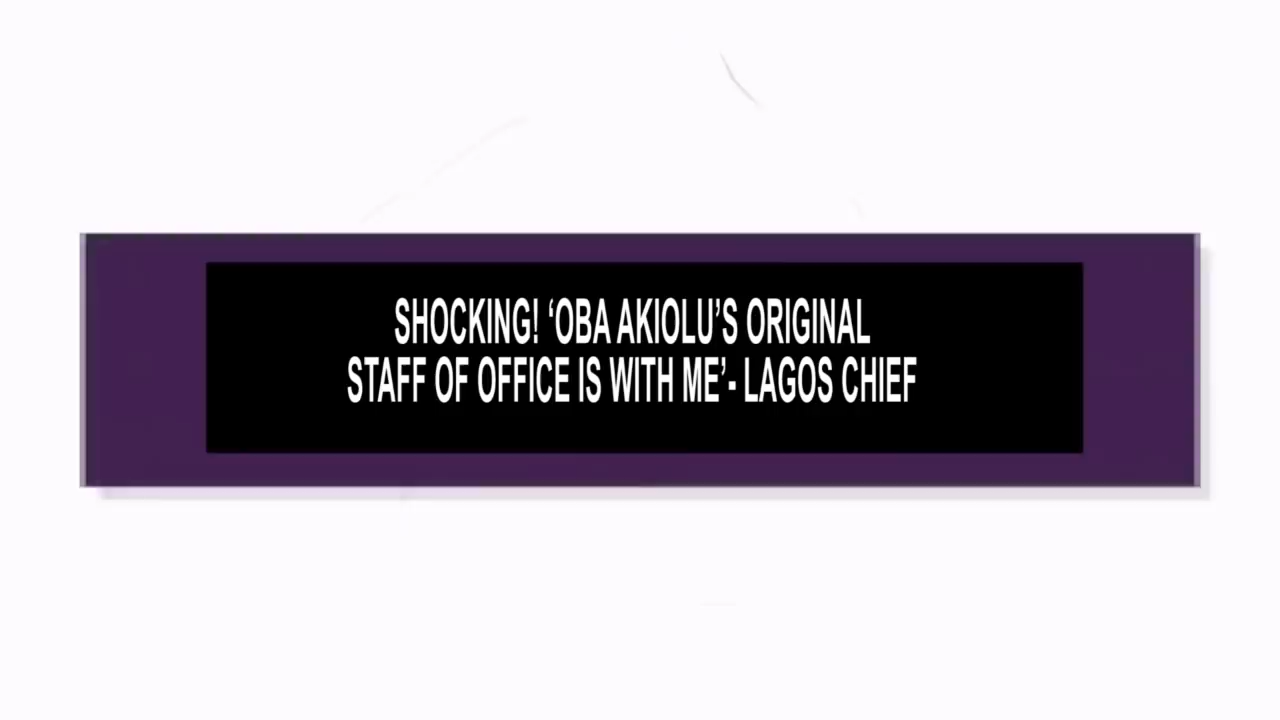 SHOCKING! ‘OBA AKIOLU’S ORIGINAL
STAFF OF OFFICE IS WITH ME’- LAGOS CHIEF